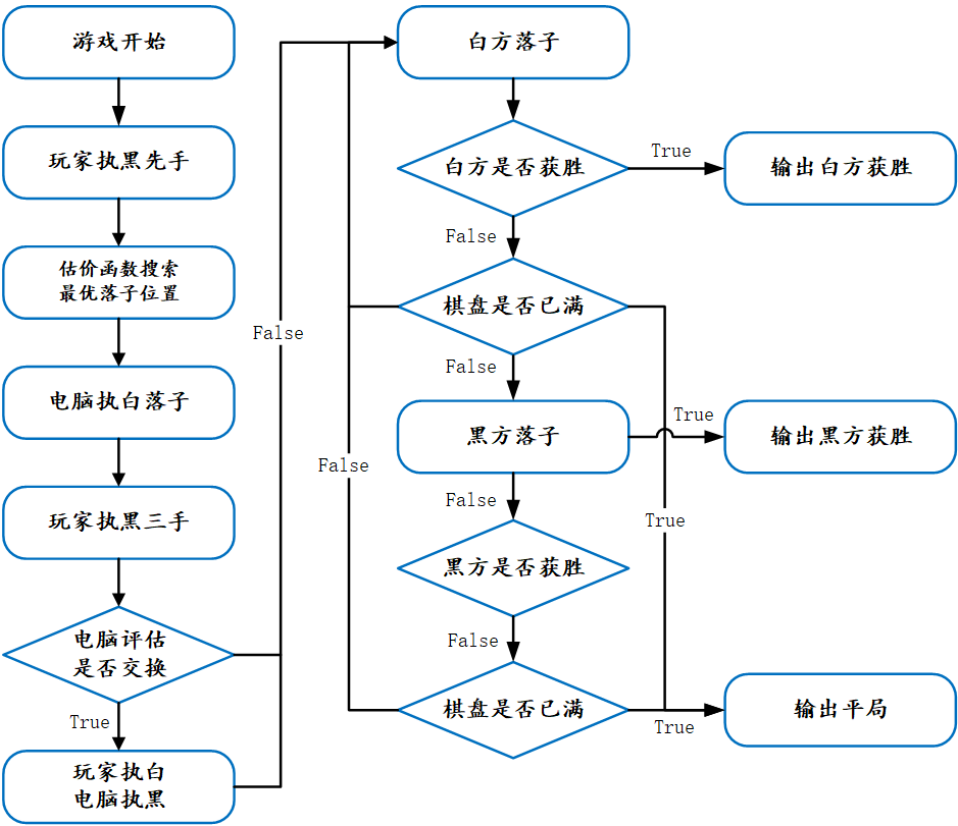 游戏开始
玩家执黑先手
估价函数搜索
最优落子位置
电脑执白落子
玩家执黑三手
电脑评估
是否交换
True
玩家执白
电脑执黑
False
白方落子
白方是否获胜
True
输出白方获胜
False
棋盘是否已满
False
黑方落子
True
输出黑方获胜
False
False
True
黑方是否获胜
False
棋盘是否已满
True
输出平局